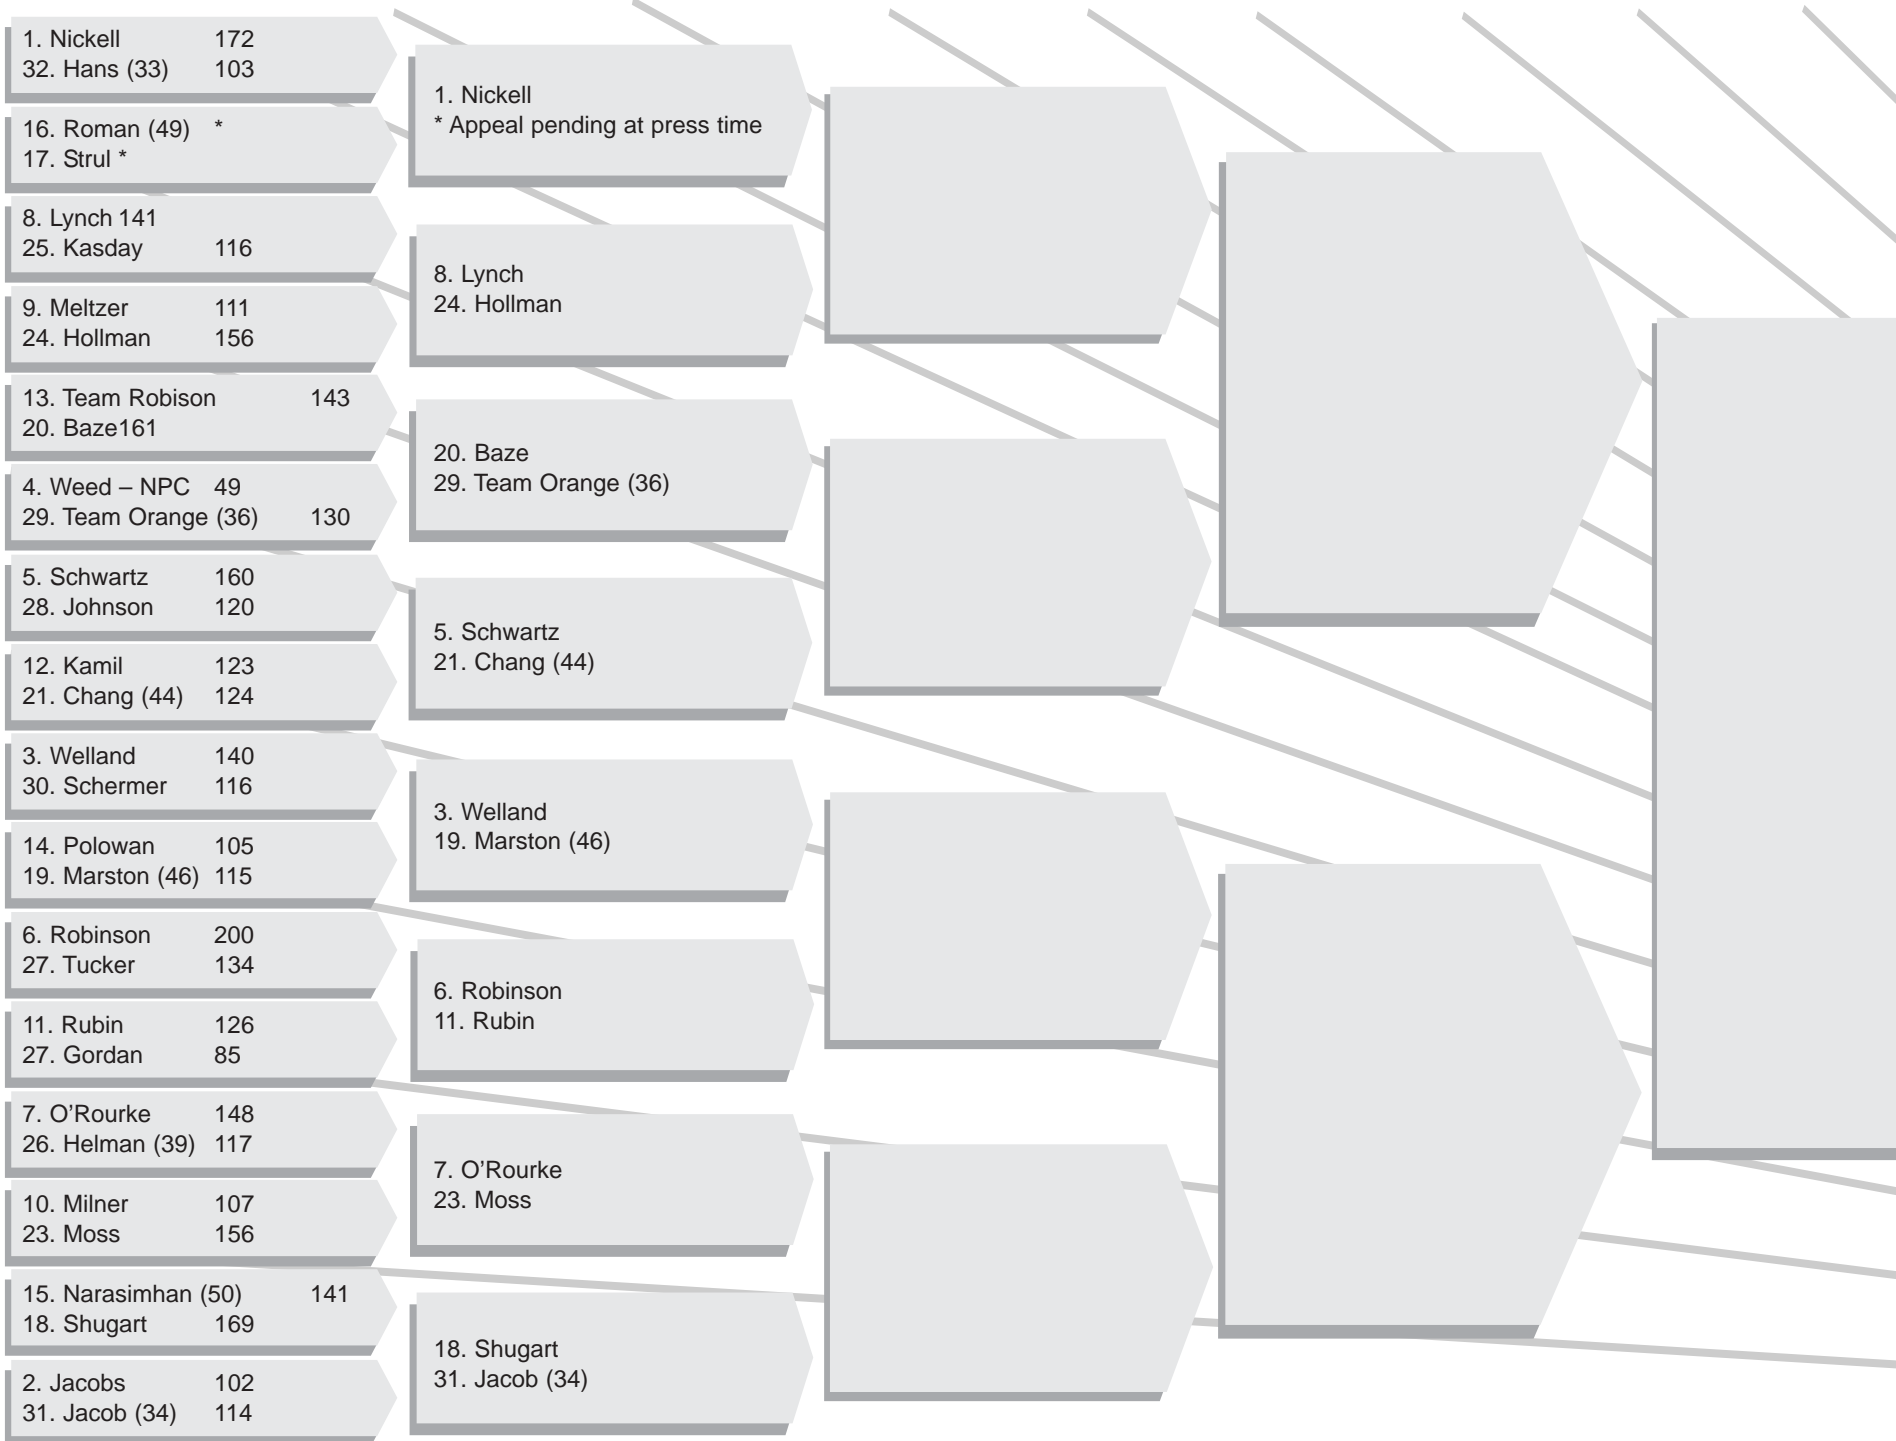 1. Nickell 172
32. Hans (33) 103
16. Roman (49) *
17. Strul *
8. Lynch 141
25. Kasday 116
9. Meltzer 111
24. Hollman 156
13. Team Robison 143
20. Baze161
4. Weed – NPC 49
29. Team Orange (36) 130
5. Schwartz 160
28. Johnson 120
12. Kamil 123
21. Chang (44) 124
3. Welland 140
30. Schermer 116
14. Polowan 105
19. Marston (46) 115
6. Robinson 200
27. Tucker 134
11. Rubin 126
27. Gordan 85
7. O’Rourke 148
26. Helman (39) 117
10. Milner 107
23. Moss 156
15. Narasimhan (50) 141
18. Shugart 169
2. Jacobs 102
31. Jacob (34) 114
1. Nickell
* Appeal pending at press time
8. Lynch
24. Hollman
20. Baze
29. Team Orange (36)
5. Schwartz
21. Chang (44)
3. Welland
19. Marston (46)
6. Robinson
11. Rubin
7. O’Rourke
23. Moss
18. Shugart
31. Jacob (34)